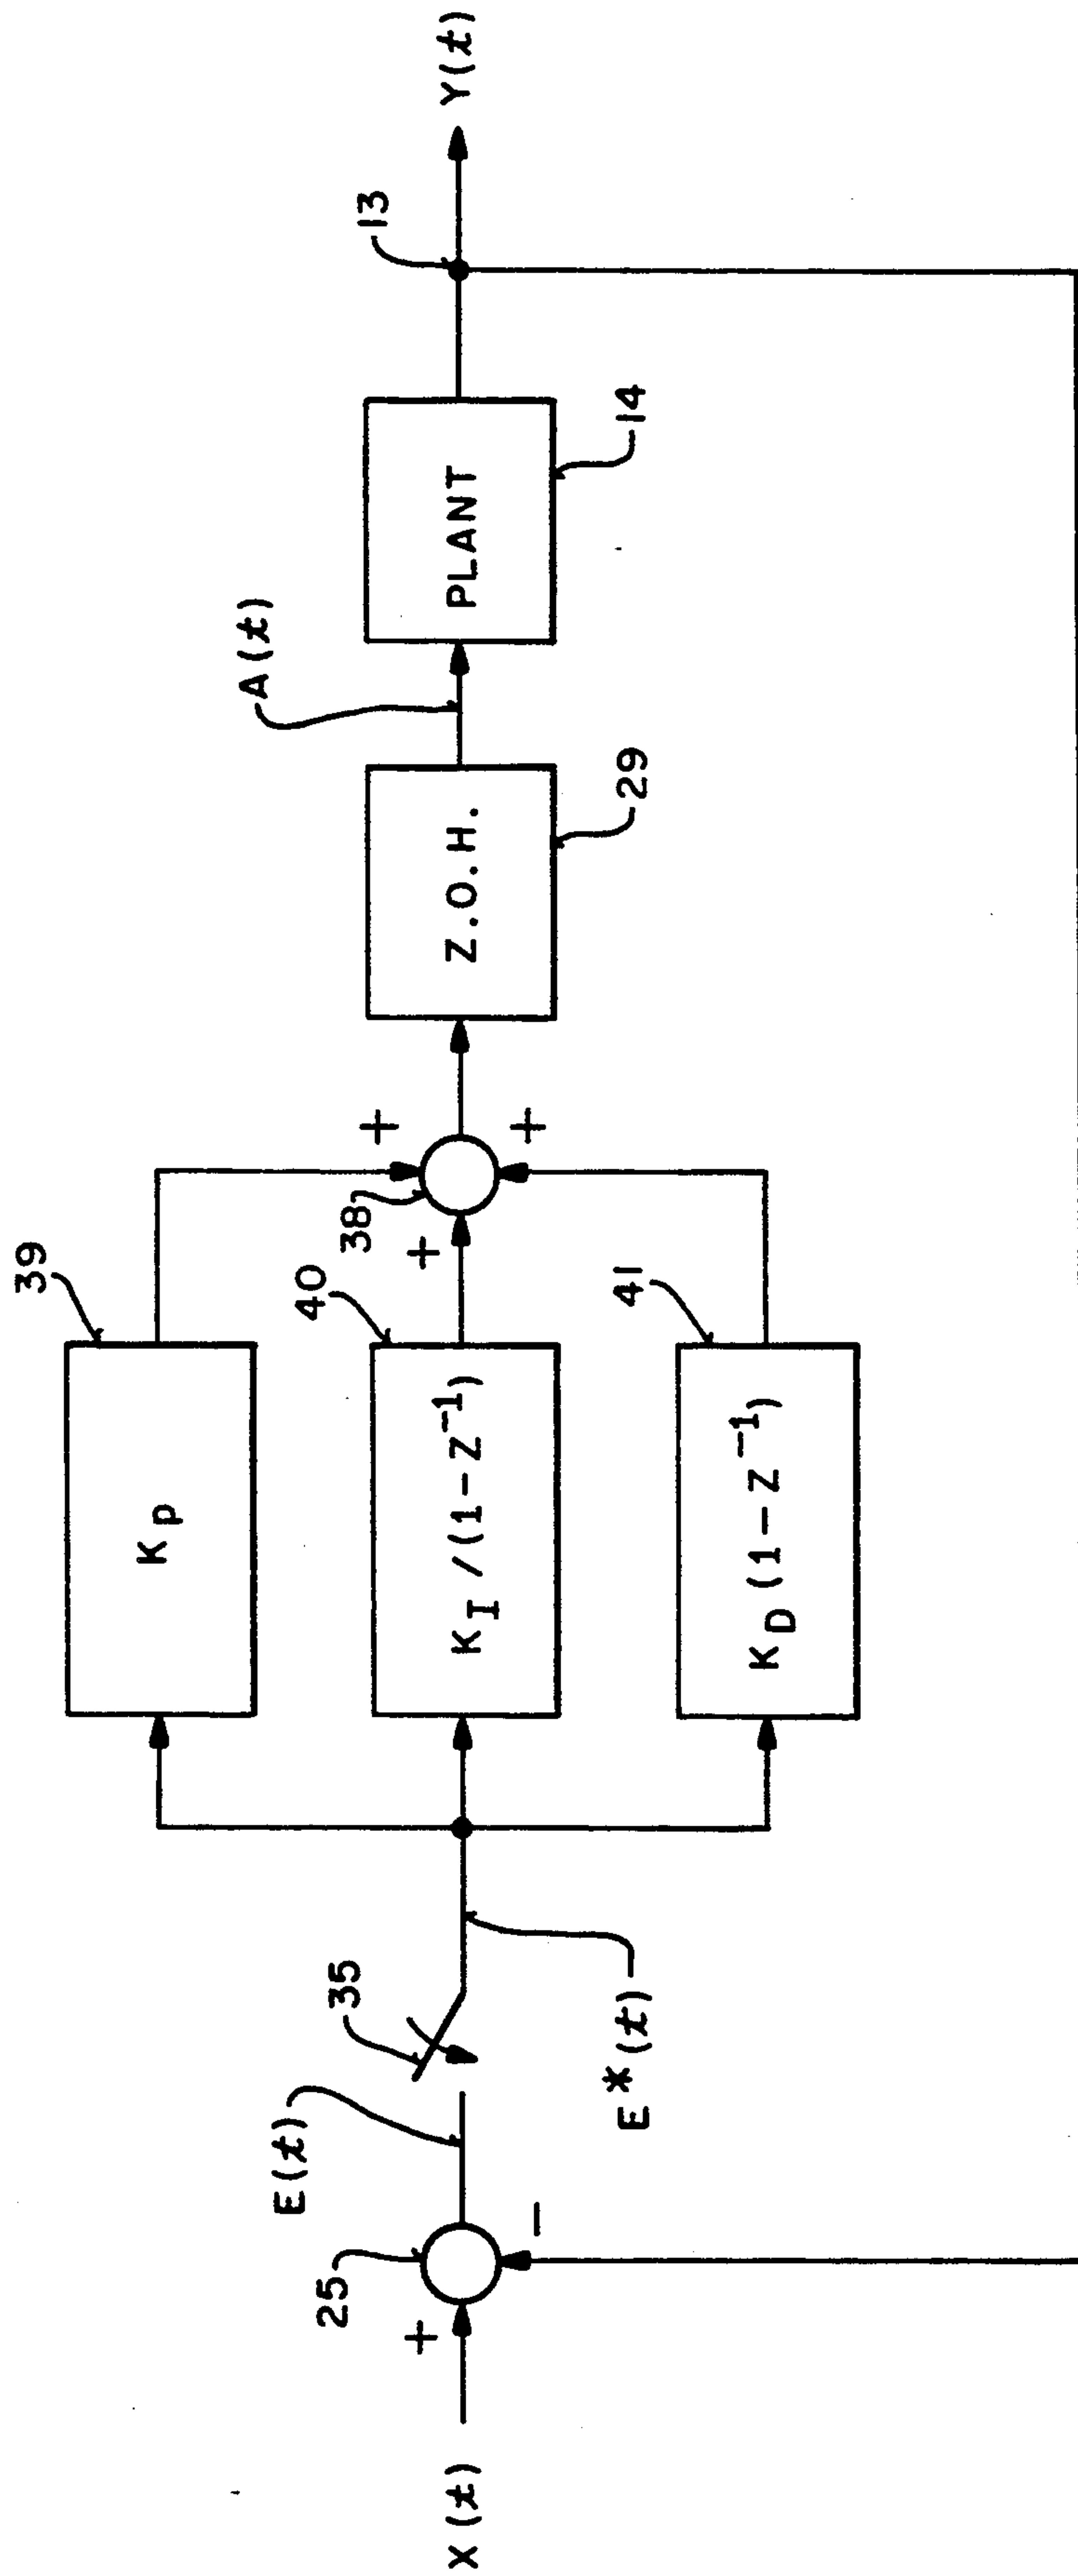 X(t)
+
25
−
E(t)
35
E*(t)
39
K_P
40
K_I/(1−Z^−1)
41
K_D(1−Z^−1)
38
+
+
+
Z.O.H.
29
A(t)
PLANT
14
13
Y(t)